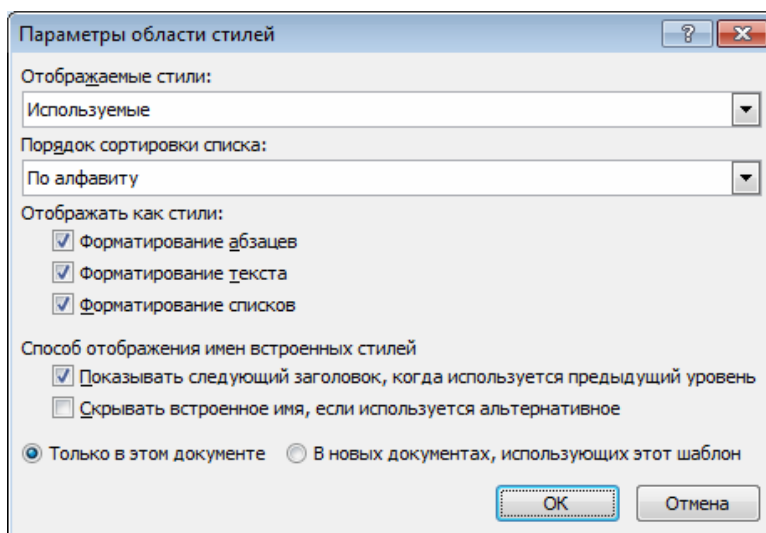 Параметры области стилей
Отображаемые стили:
Используемые
Порядок сортировки списка:
По алфавиту
Отображать как стили:
Форматирование абзацев
Форматирование текста
Форматирование списков
Способ отображения имен встроенных стилей
Показывать следующий заголовок, когда используется предыдущий уровень
Скрывать встроенное имя, если используется альтернативное
Только в этом документе В новых документах, использующих этот шаблон
ОК Отмена